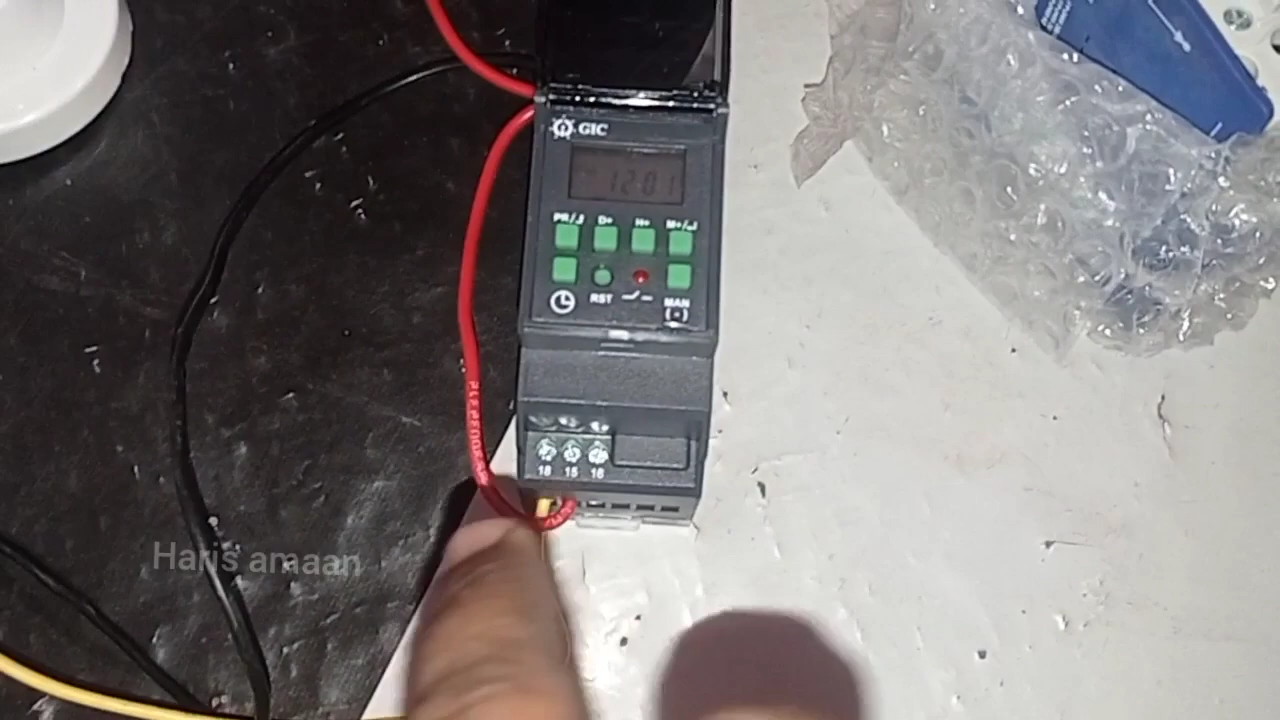 GIC
12:01
PR/ D+ H+ M+/
RST
MAN
(-)
18 15 16
Haris amaan